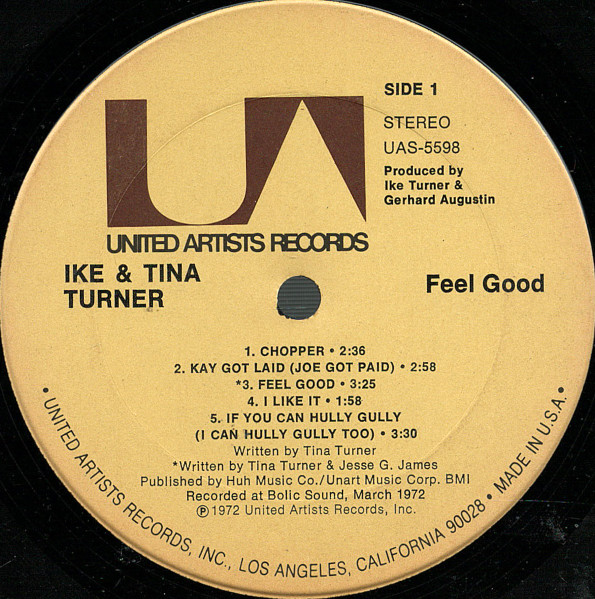 SIDE 1
STEREO
UAS-5598
Produced by
Ike Turner &
Gerhard Augustin
UA
UNITED ARTISTS RECORDS
IKE & TINA
TURNER
Feel Good
1. CHOPPER • 2:36
2. KAY GOT LAID (JOE GOT PAID) • 2:58
*3. FEEL GOOD • 3:25
4. I LIKE IT • 1:58
5. IF YOU CAN HULLY GULLY
(I CAN HULLY GULLY TOO) • 3:30
Written by Tina Turner
*Written by Tina Turner & Jesse G. James
Published by Huh Music Co./Unart Music Corp. BMI
Recorded at Bolic Sound, March 1972
℗ 1972 United Artists Records, Inc.
• UNITED ARTISTS RECORDS, INC., LOS ANGELES, CALIFORNIA 90028 • MADE IN U.S.A. •